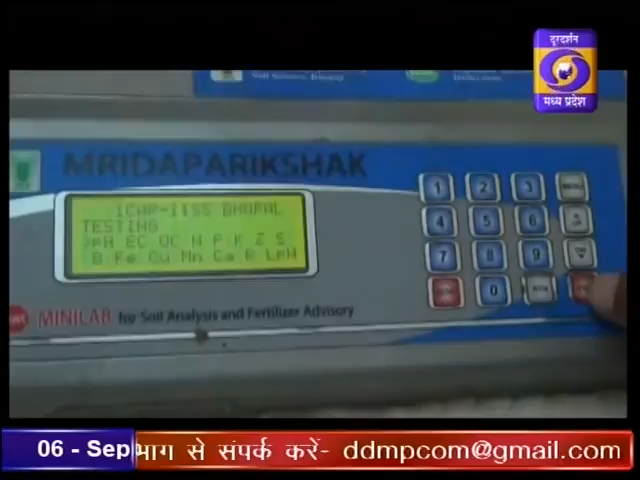 दूरदर्शन
मध्य प्रदेश
MRIDAPARIKSHAK
ICAR-IISS BHOPAL
TESTING
>pH EC OC N P K Z S
B Fe Cu Mn Ca R LpH
1 2 3 MENU
4 5 6
7 8 9
0
MINILAB for Soil Analysis and Fertilizer Advisory
06 - Sep
भाग से संपर्क करें- ddmpcom@gmail.com